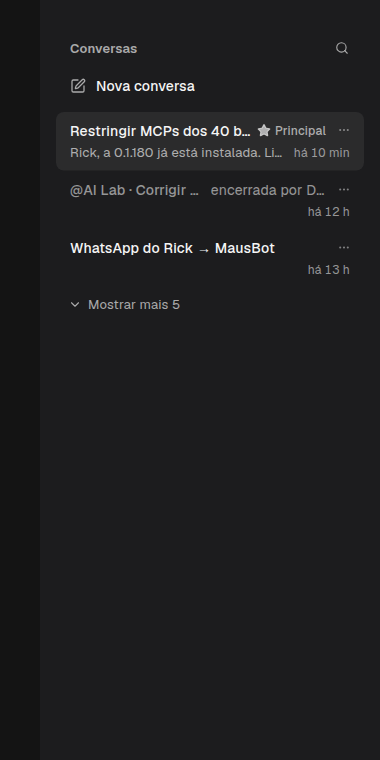 Conversas
Nova conversa
Restringir MCPs dos 40 b... Principal ...
Rick, a 0.1.180 já está instalada. Li... há 10 min
@AI Lab · Corrigir ... encerrada por D... ...
há 12 h
WhatsApp do Rick → MausBot ...
há 13 h
Mostrar mais 5